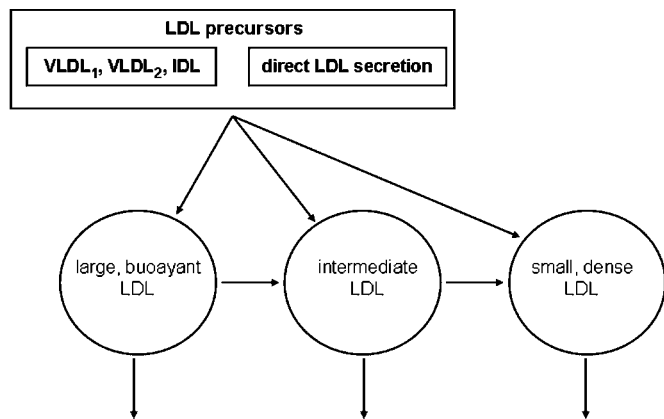 LDL precursors
VLDL₁, VLDL₂, IDL
direct LDL secretion
large, buoayant
LDL
intermediate
LDL
small, dense
LDL